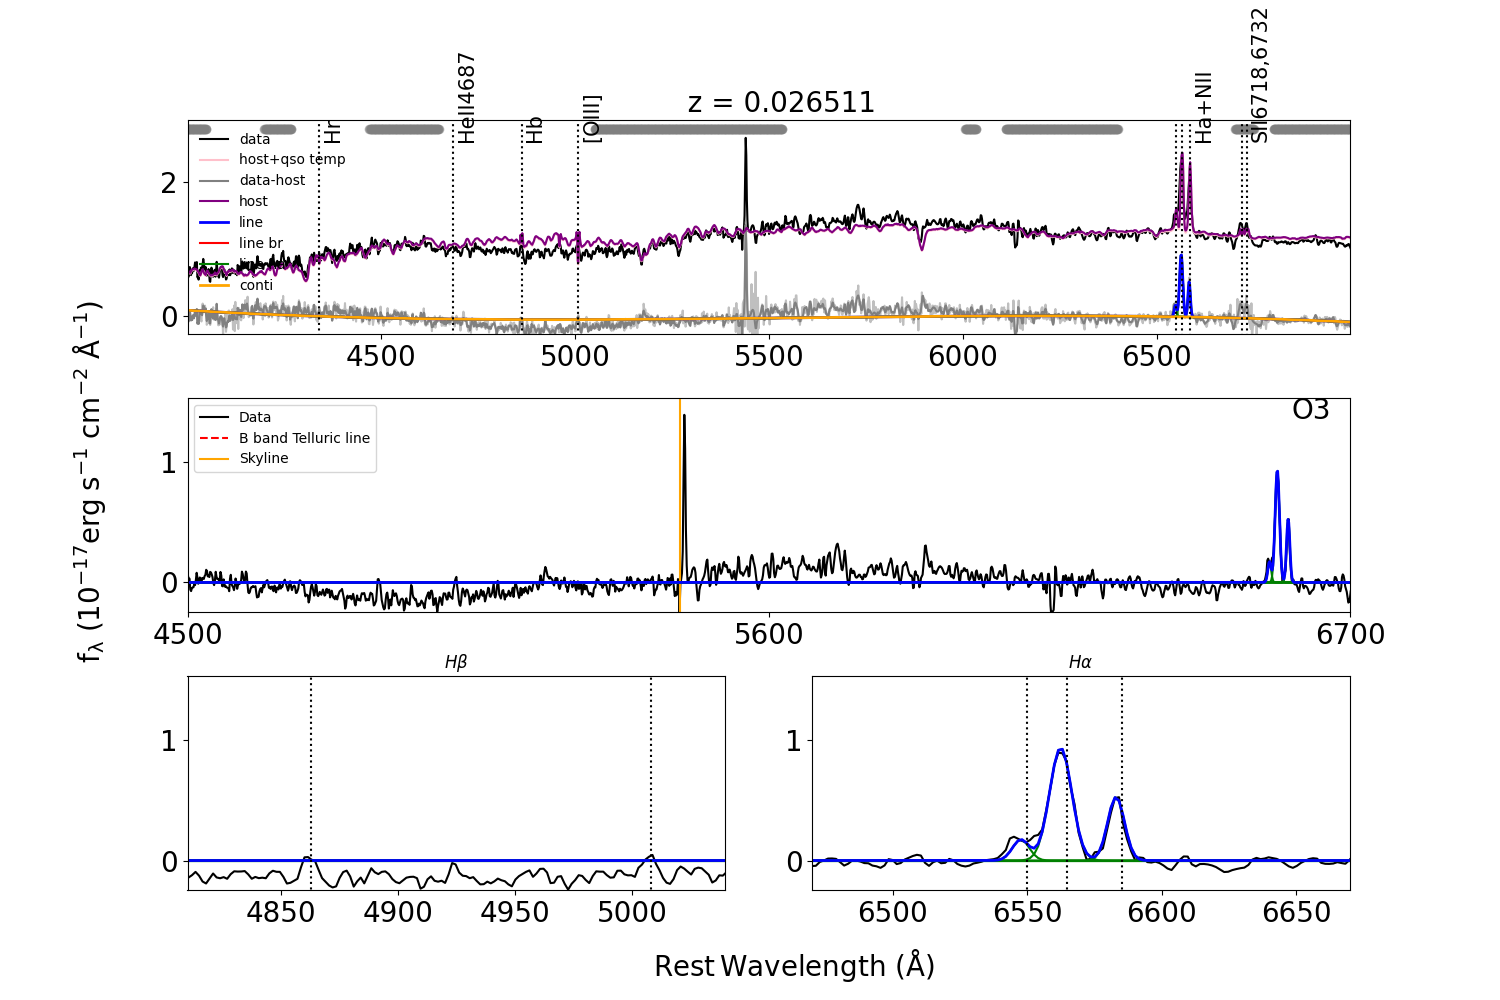 z = 0.026511
Hr
HeII4687
Hb
[OIII]
Ha+NII
SII6718,6732
data
host+qso temp
data-host
host
line
line br
conti
2
0
4500
5000
5500
6000
6500
fλ (10⁻¹⁷erg s⁻¹ cm⁻² Å⁻¹)
O3
Data
B band Telluric line
Skyline
1
0
4500
5600
6700
Hβ
1
0
4850
4900
4950
5000
Hα
1
0
6500
6550
6600
6650
Rest Wavelength (Å)